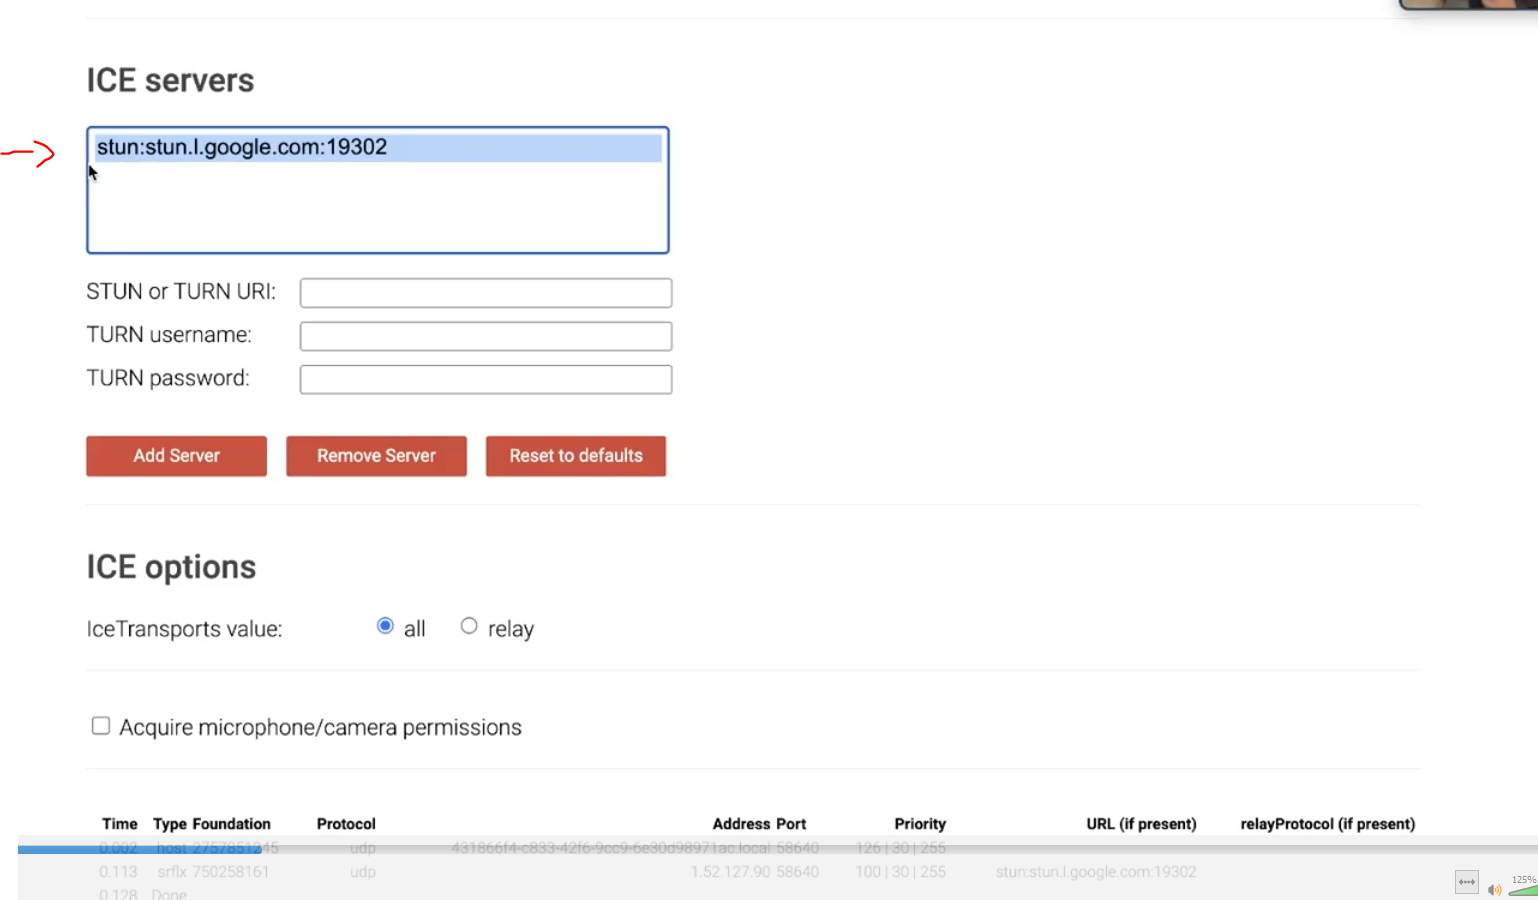 ICE servers
stun:stun.l.google.com:19302
STUN or TURN URI:
TURN username:
TURN password:
Add Server Remove Server Reset to defaults
ICE options
IceTransports value: all relay
Acquire microphone/camera permissions
Time Type Foundation Protocol Address Port Priority URL (if present) relayProtocol (if present)
0.002 host 2757851245 udp 431866f4-c833-42f6-9cc9-6e30d98971ac.local 58640 126 | 30 | 255
0.113 srflx 750258161 udp 1.52.127.90 58640 100 | 30 | 255 stun:stun.l.google.com:19302
0.128 Done
125%